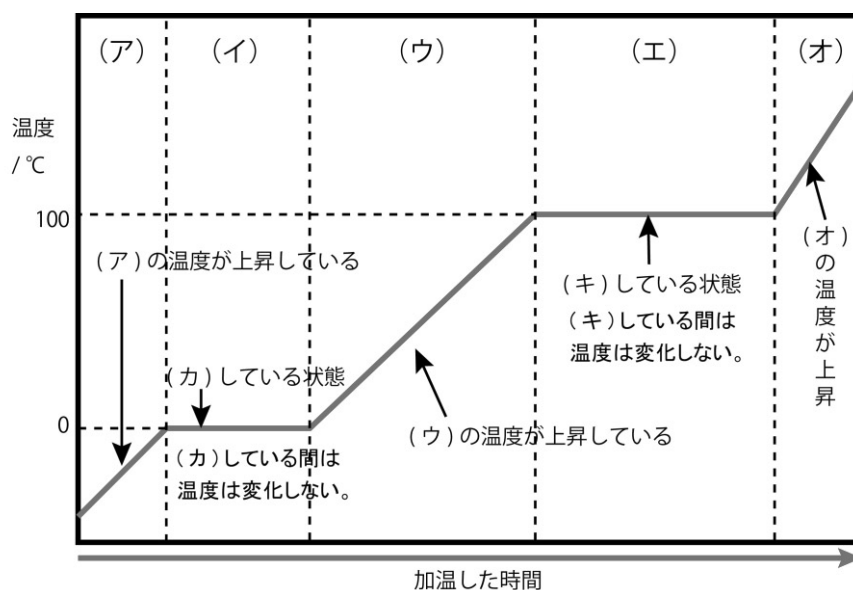 (ア)
(イ)
(ウ)
(エ)
(オ)
温度
/ ℃
100
(ア)の温度が上昇している
(キ)している状態
(キ)している間は
温度は変化しない。
(オ)の温度が上昇
(カ)している状態
0
(ウ)の温度が上昇している
(カ)している間は
温度は変化しない。
加温した時間